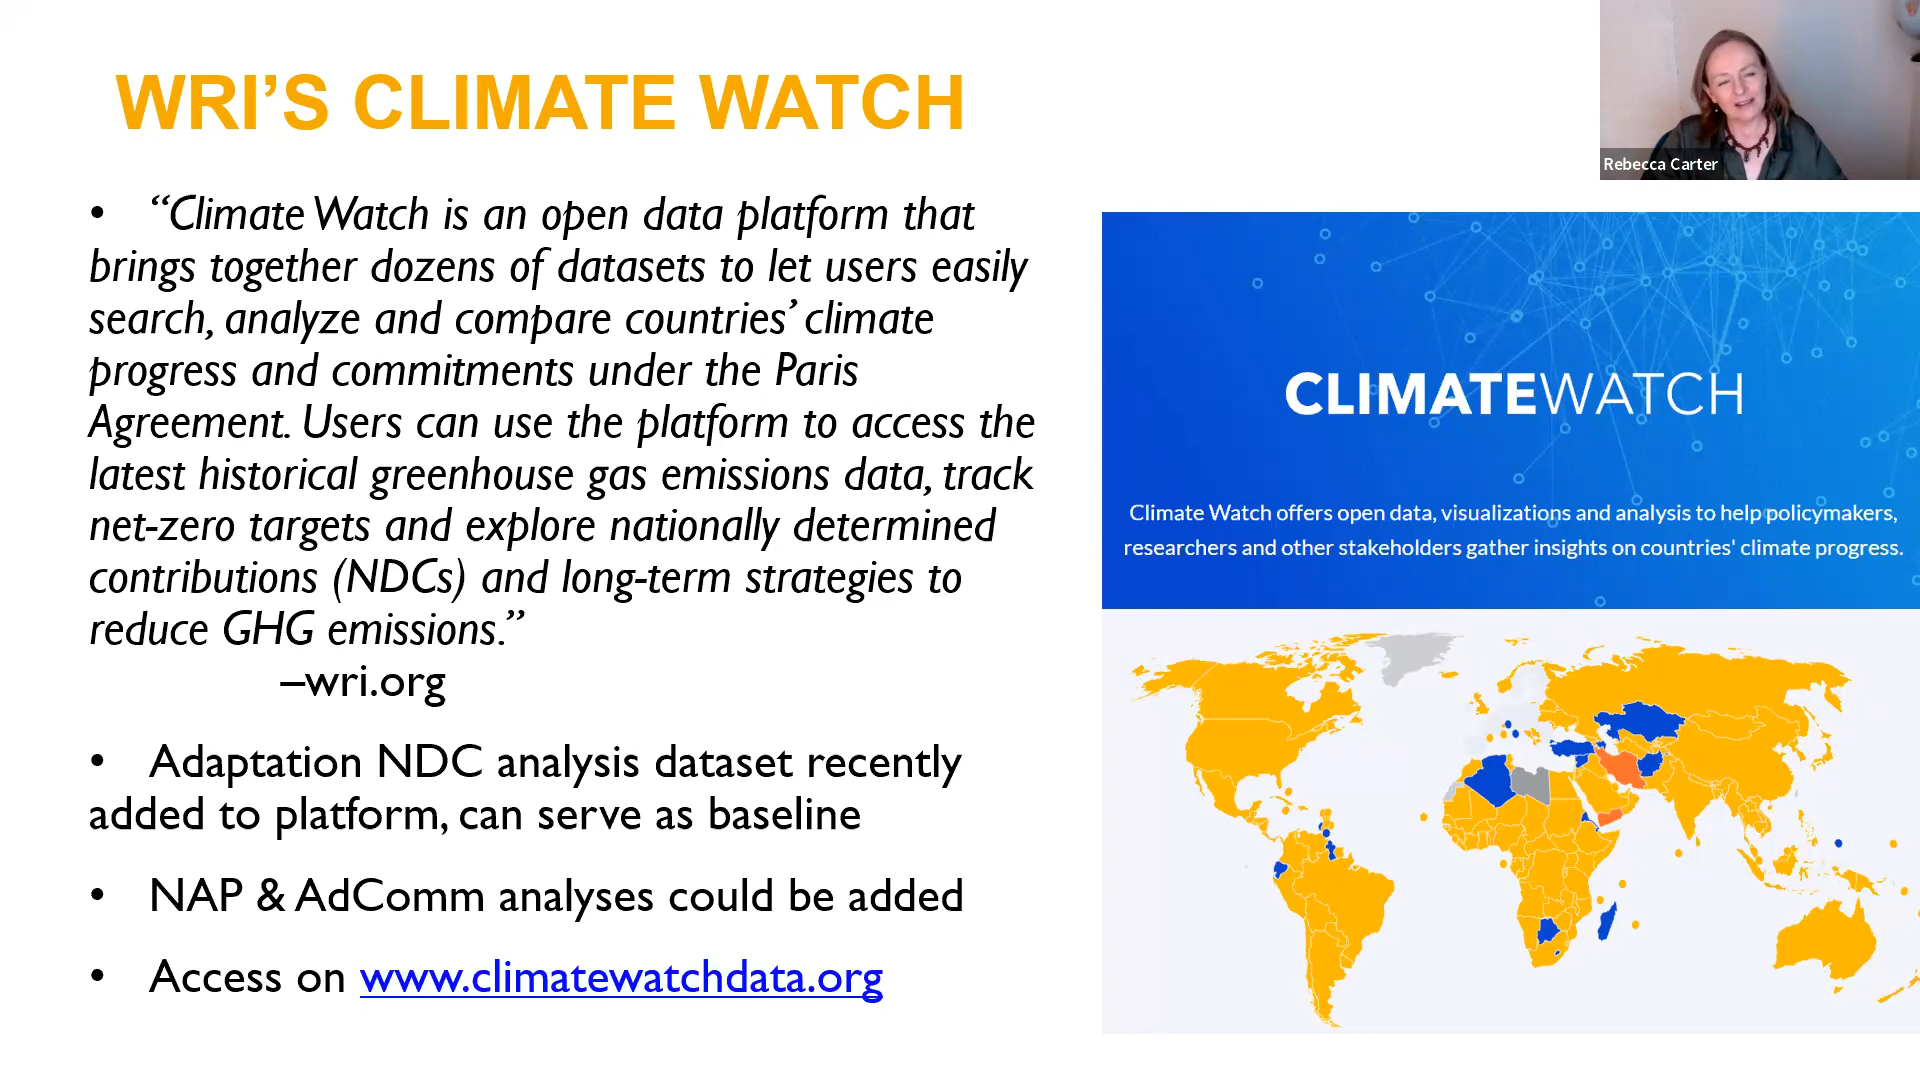 WRI’S CLIMATE WATCH
Rebecca Carter
• “Climate Watch is an open data platform that
brings together dozens of datasets to let users easily
search, analyze and compare countries’ climate
progress and commitments under the Paris
Agreement. Users can use the platform to access the
latest historical greenhouse gas emissions data, track
net-zero targets and explore nationally determined
contributions (NDCs) and long-term strategies to
reduce GHG emissions.”
–wri.org
• Adaptation NDC analysis dataset recently
added to platform, can serve as baseline
• NAP & AdComm analyses could be added
• Access on www.climatewatchdata.org
CLIMATEWATCH
Climate Watch offers open data, visualizations and analysis to help policymakers,
researchers and other stakeholders gather insights on countries' climate progress.